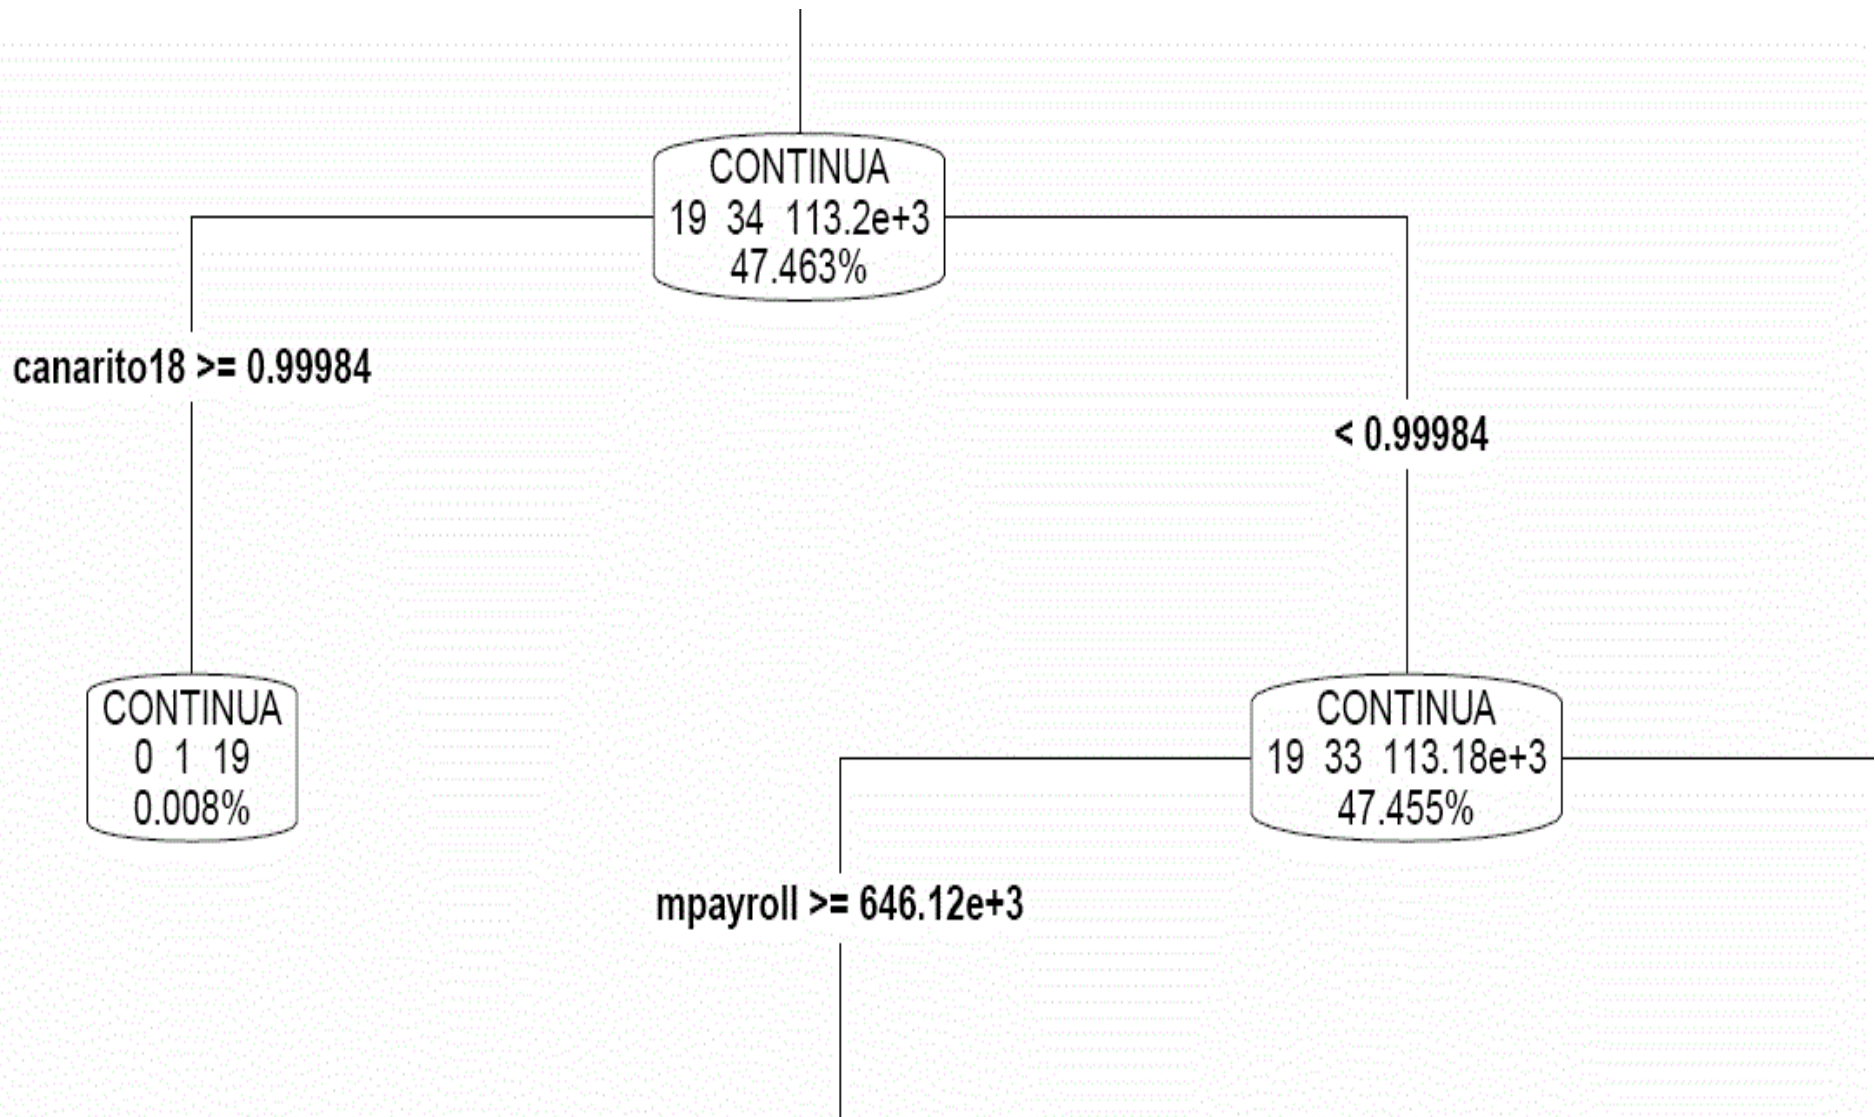 CONTINUA
19 34 113.2e+3
47.463%
canarito18 >= 0.99984
< 0.99984
CONTINUA
0 1 19
0.008%
CONTINUA
19 33 113.18e+3
47.455%
mpayroll >= 646.12e+3